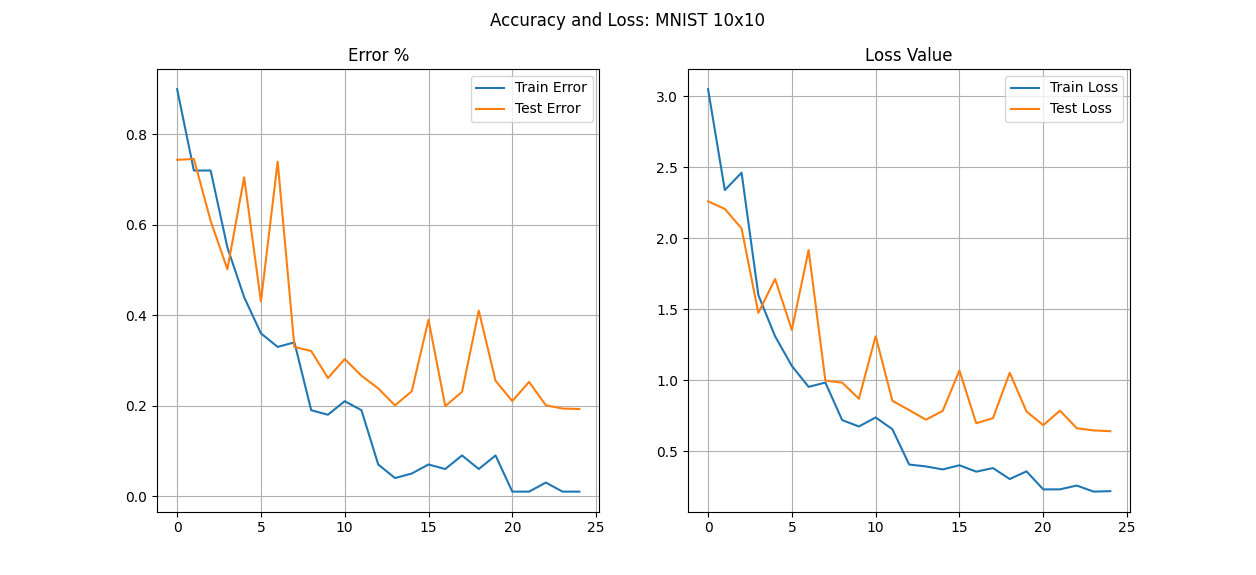 Accuracy and Loss: MNIST 10x10
Error %
Train Error
Test Error
0.8
0.6
0.4
0.2
0.0
0 5 10 15 20 25
Loss Value
Train Loss
Test Loss
3.0
2.5
2.0
1.5
1.0
0.5
0 5 10 15 20 25